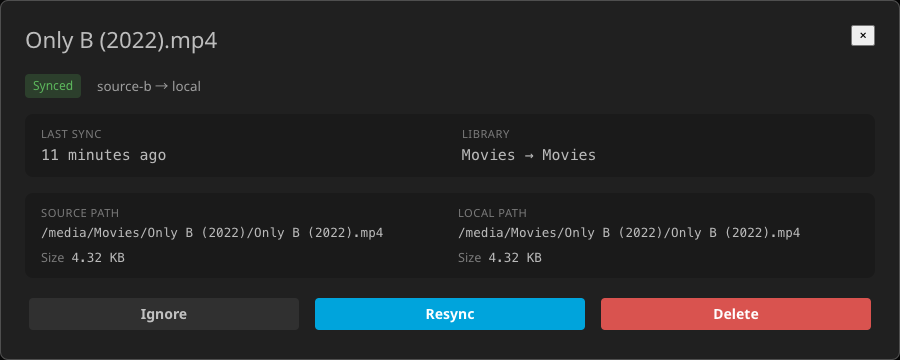 Only B (2022).mp4
×
Synced source-b → local
LAST SYNC
11 minutes ago
LIBRARY
Movies → Movies
SOURCE PATH
/media/Movies/Only B (2022)/Only B (2022).mp4
Size 4.32 KB
LOCAL PATH
/media/Movies/Only B (2022)/Only B (2022).mp4
Size 4.32 KB
Ignore
Resync
Delete